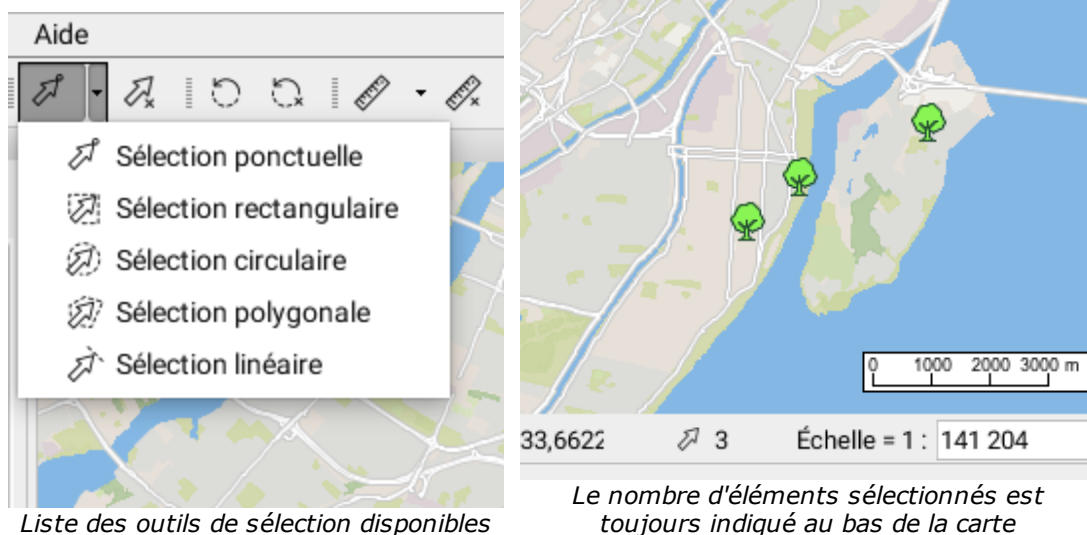 Aide
Sélection ponctuelle
Sélection rectangulaire
Sélection circulaire
Sélection polygonale
Sélection linéaire
Liste des outils de sélection disponibles
0 1000 2000 3000 m
33,6622 3 Échelle = 1 : 141 204
Le nombre d'éléments sélectionnés est
toujours indiqué au bas de la carte